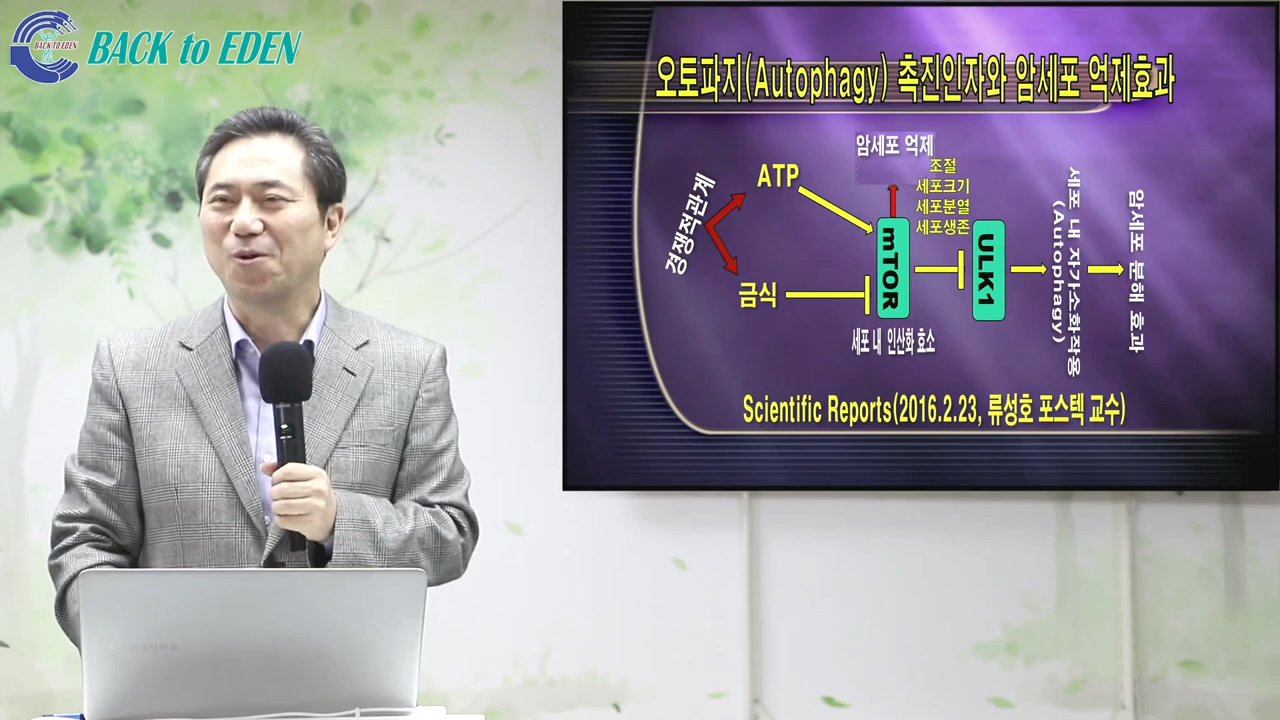 BACK TO EDEN
BACK to EDEN
오토파지(Autophagy) 촉진인자와 암세포 억제효과
암세포 억제
조절
세포크기
세포분열
세포생존
경쟁적관계
ATP
금식
mTOR
세포 내 인산화 효소
ULK1
세포 내 자가소화작용
(Autophagy)
암세포 분해 효과
Scientific Reports(2016.2.23, 류성호 포스텍 교수)
SAMSUNG